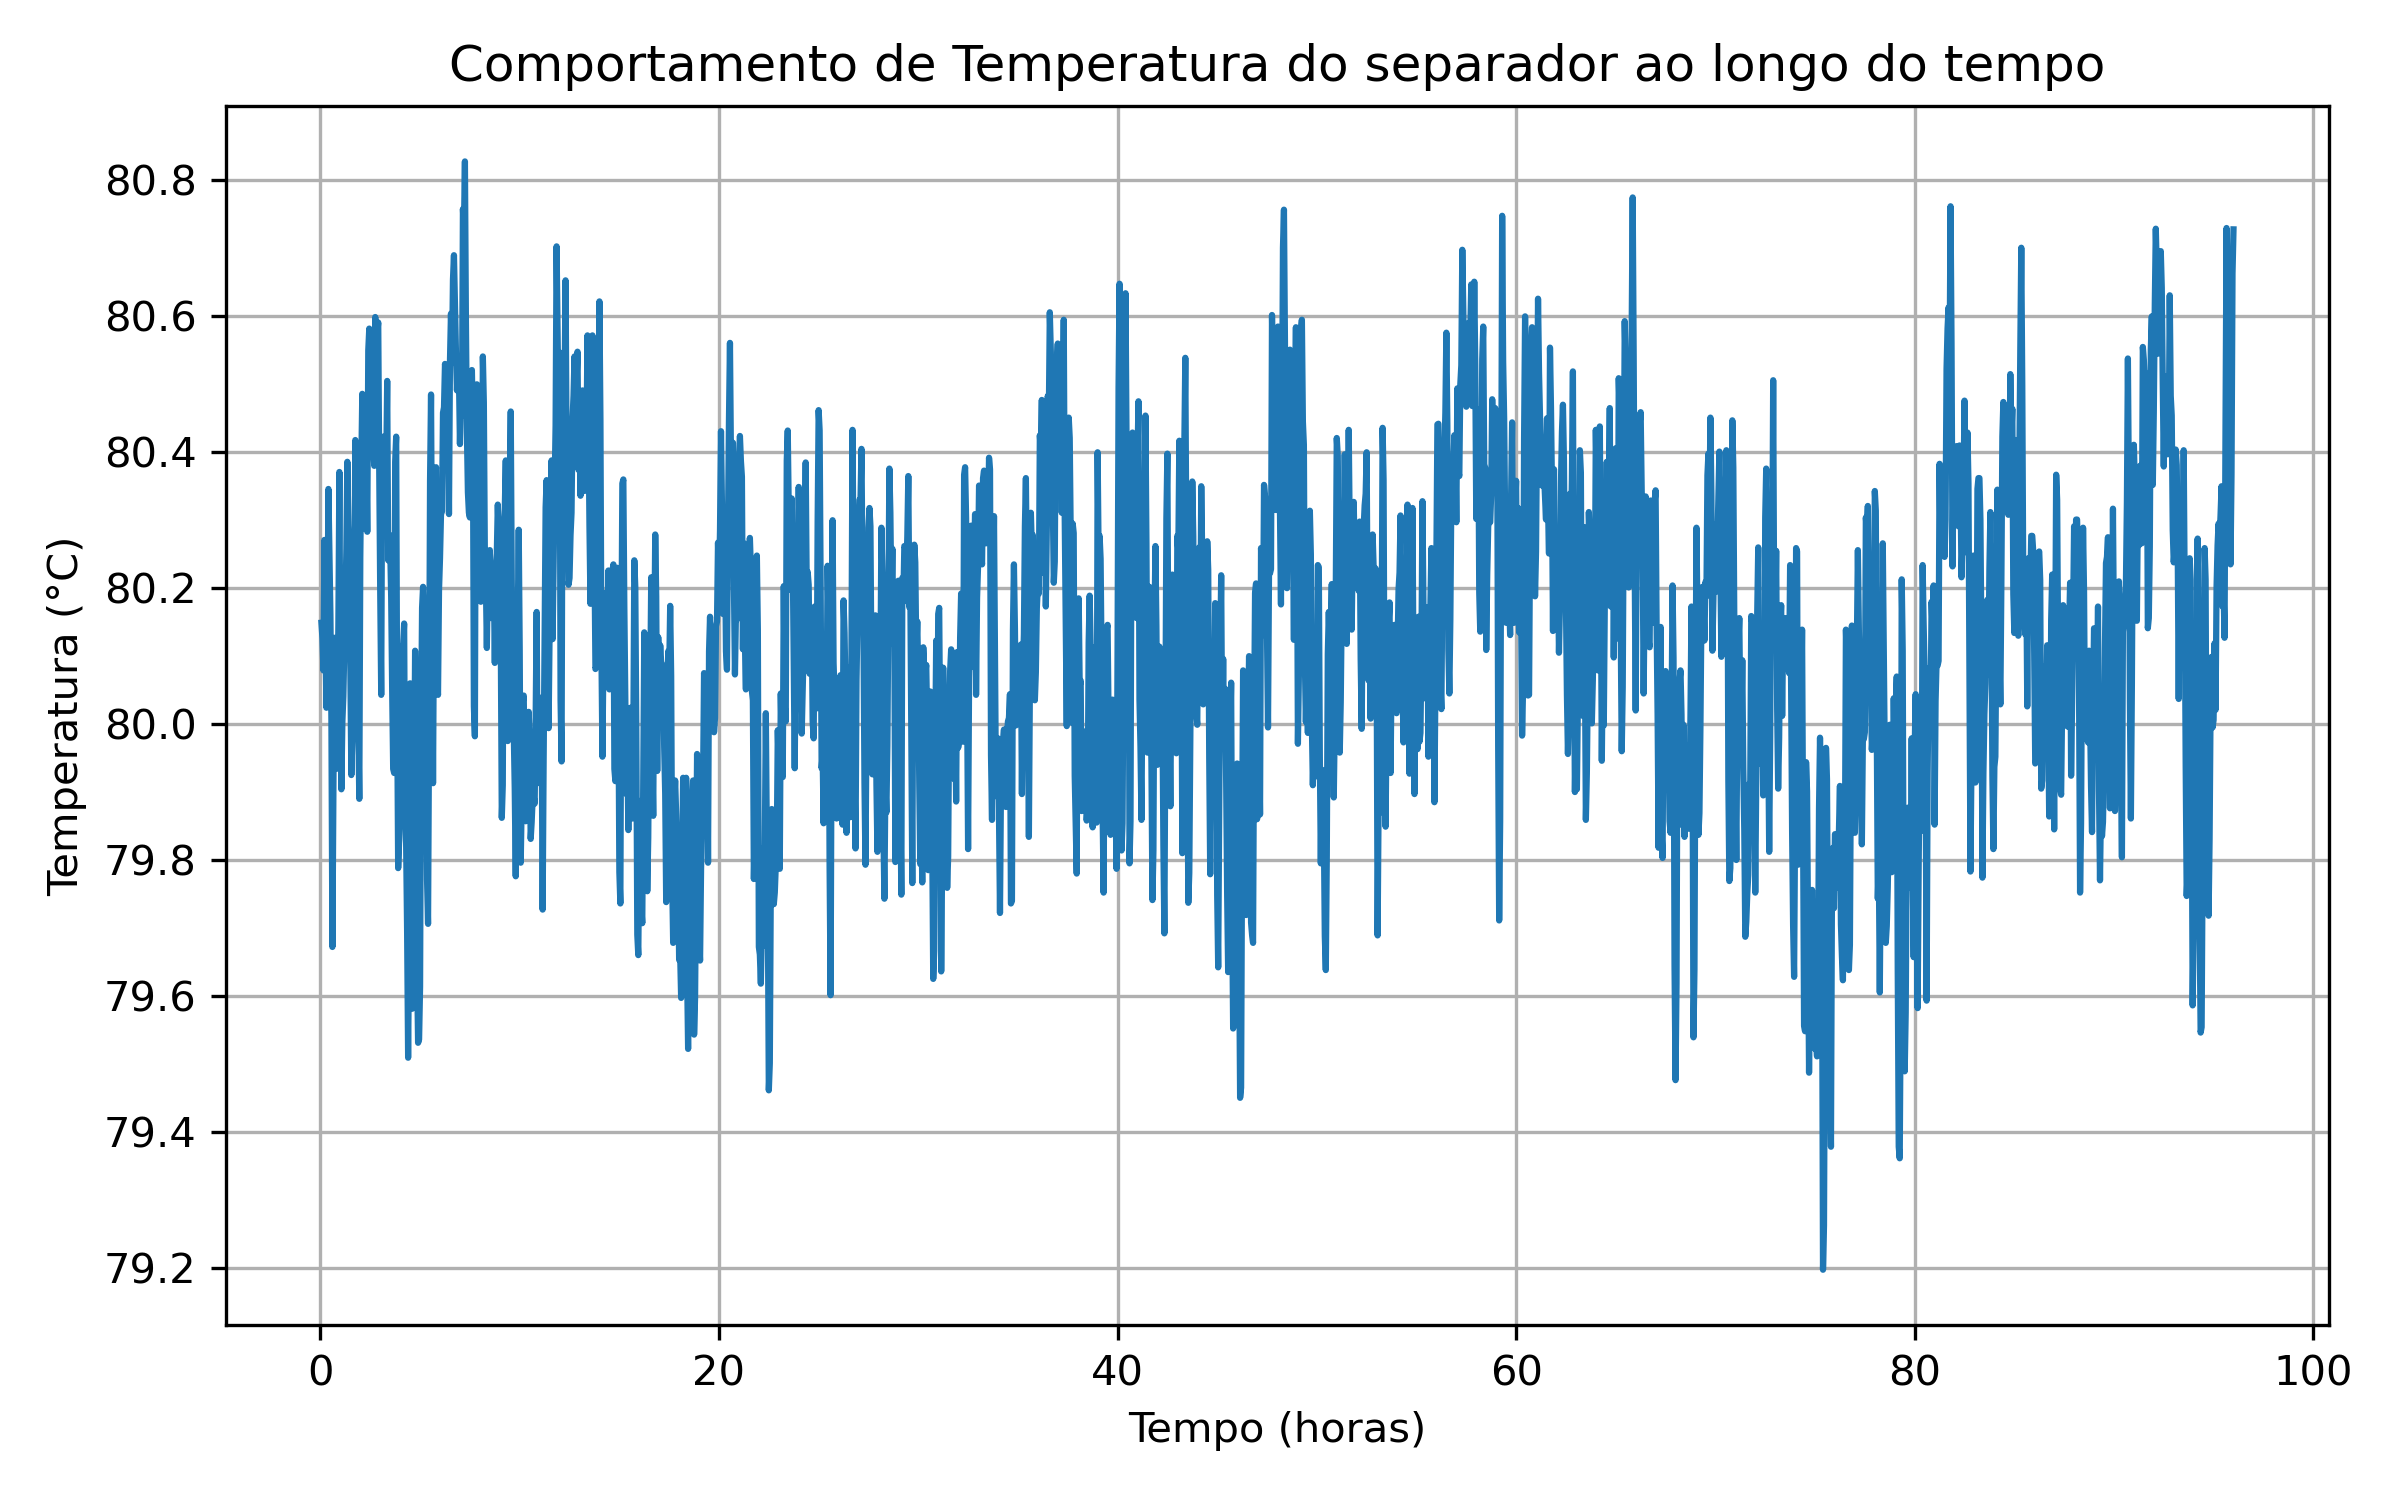 Comportamento de Temperatura do separador ao longo do tempo
80.8
80.6
80.4
80.2
80.0
79.8
79.6
79.4
79.2
Temperatura (°C)
0 20 40 60 80 100
Tempo (horas)